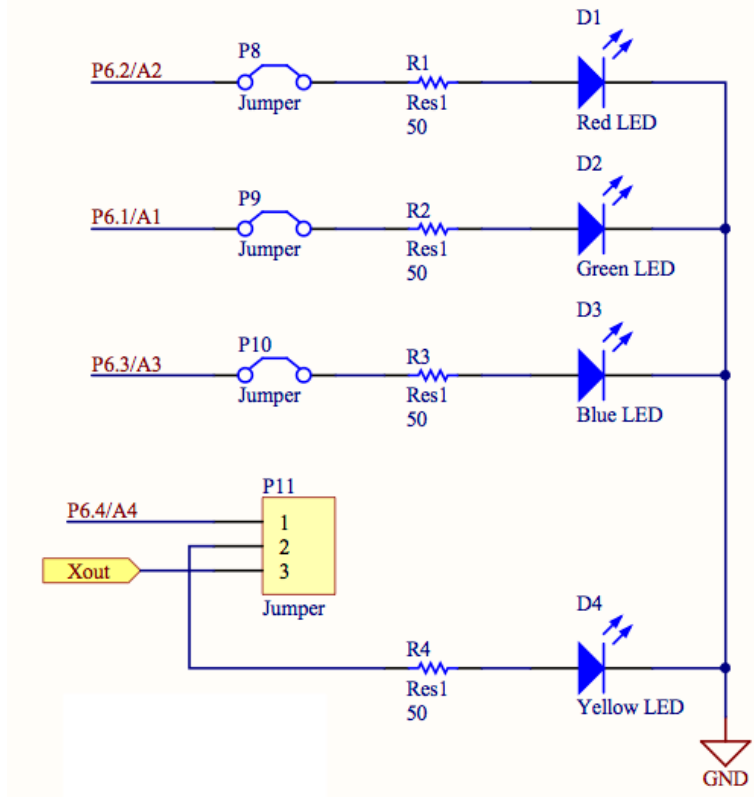 D1
P8
P6.2/A2
R1
Jumper
Res1
50
Red LED
D2
P9
P6.1/A1
R2
Jumper
Res1
50
Green LED
D3
P10
P6.3/A3
R3
Jumper
Res1
50
Blue LED
P11
P6.4/A4
1
2
3
Xout
Jumper
D4
R4
Res1
50
Yellow LED
GND